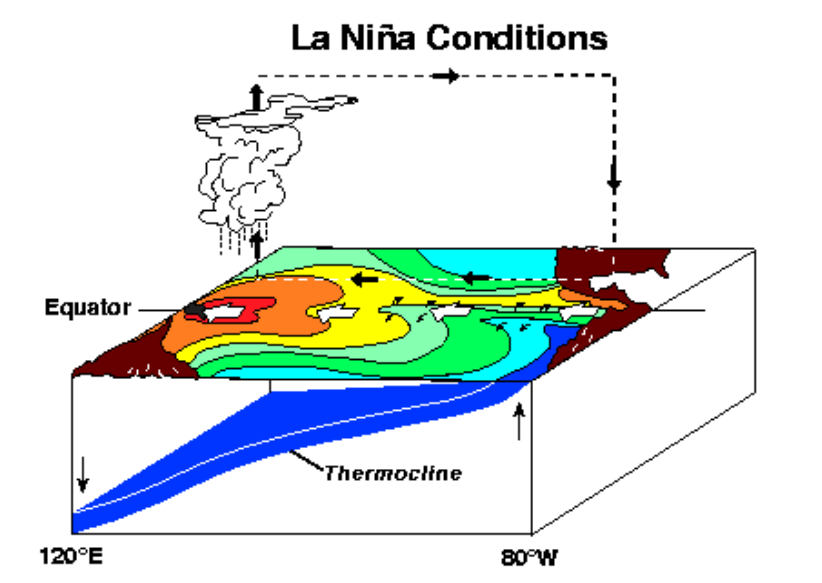 La Niña Conditions
Equator
Thermocline
120°E
80°W